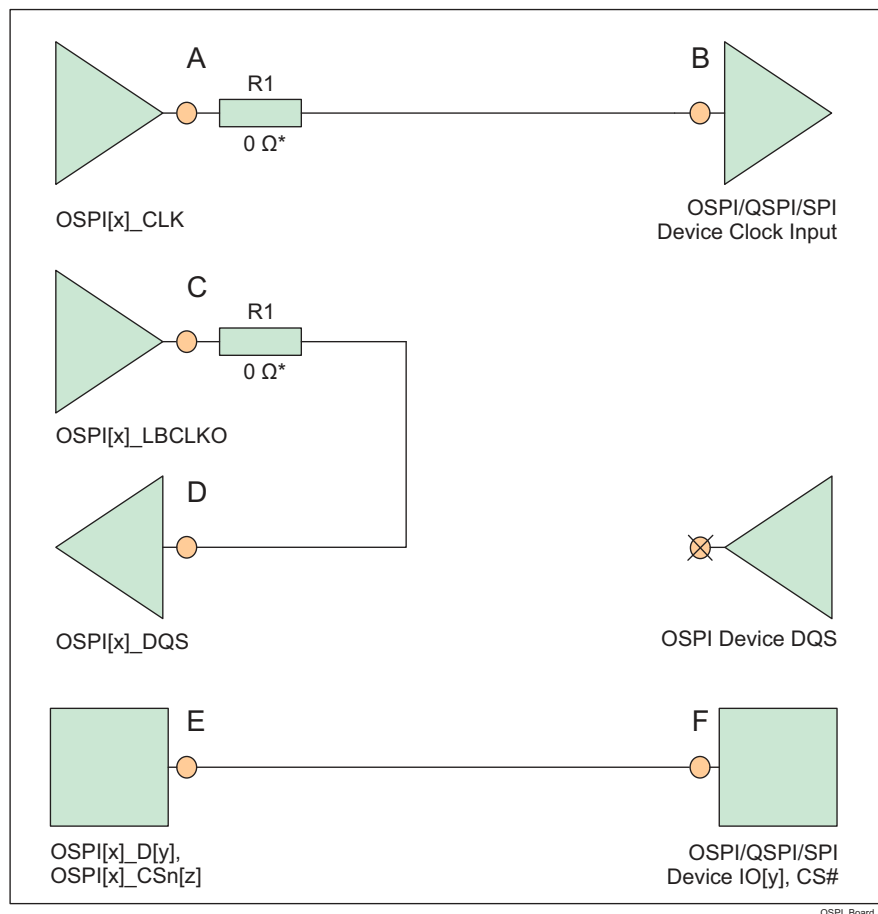 A
R1
B
0 Ω*
OSPI[x]_CLK
OSPI/QSPI/SPI
Device Clock Input
C
R1
0 Ω*
OSPI[x]_LBCLKO
D
OSPI[x]_DQS
OSPI Device DQS
E
F
OSPI[x]_D[y],
OSPI[x]_CSn[z]
OSPI/QSPI/SPI
Device IO[y], CS#
OSPI_Board